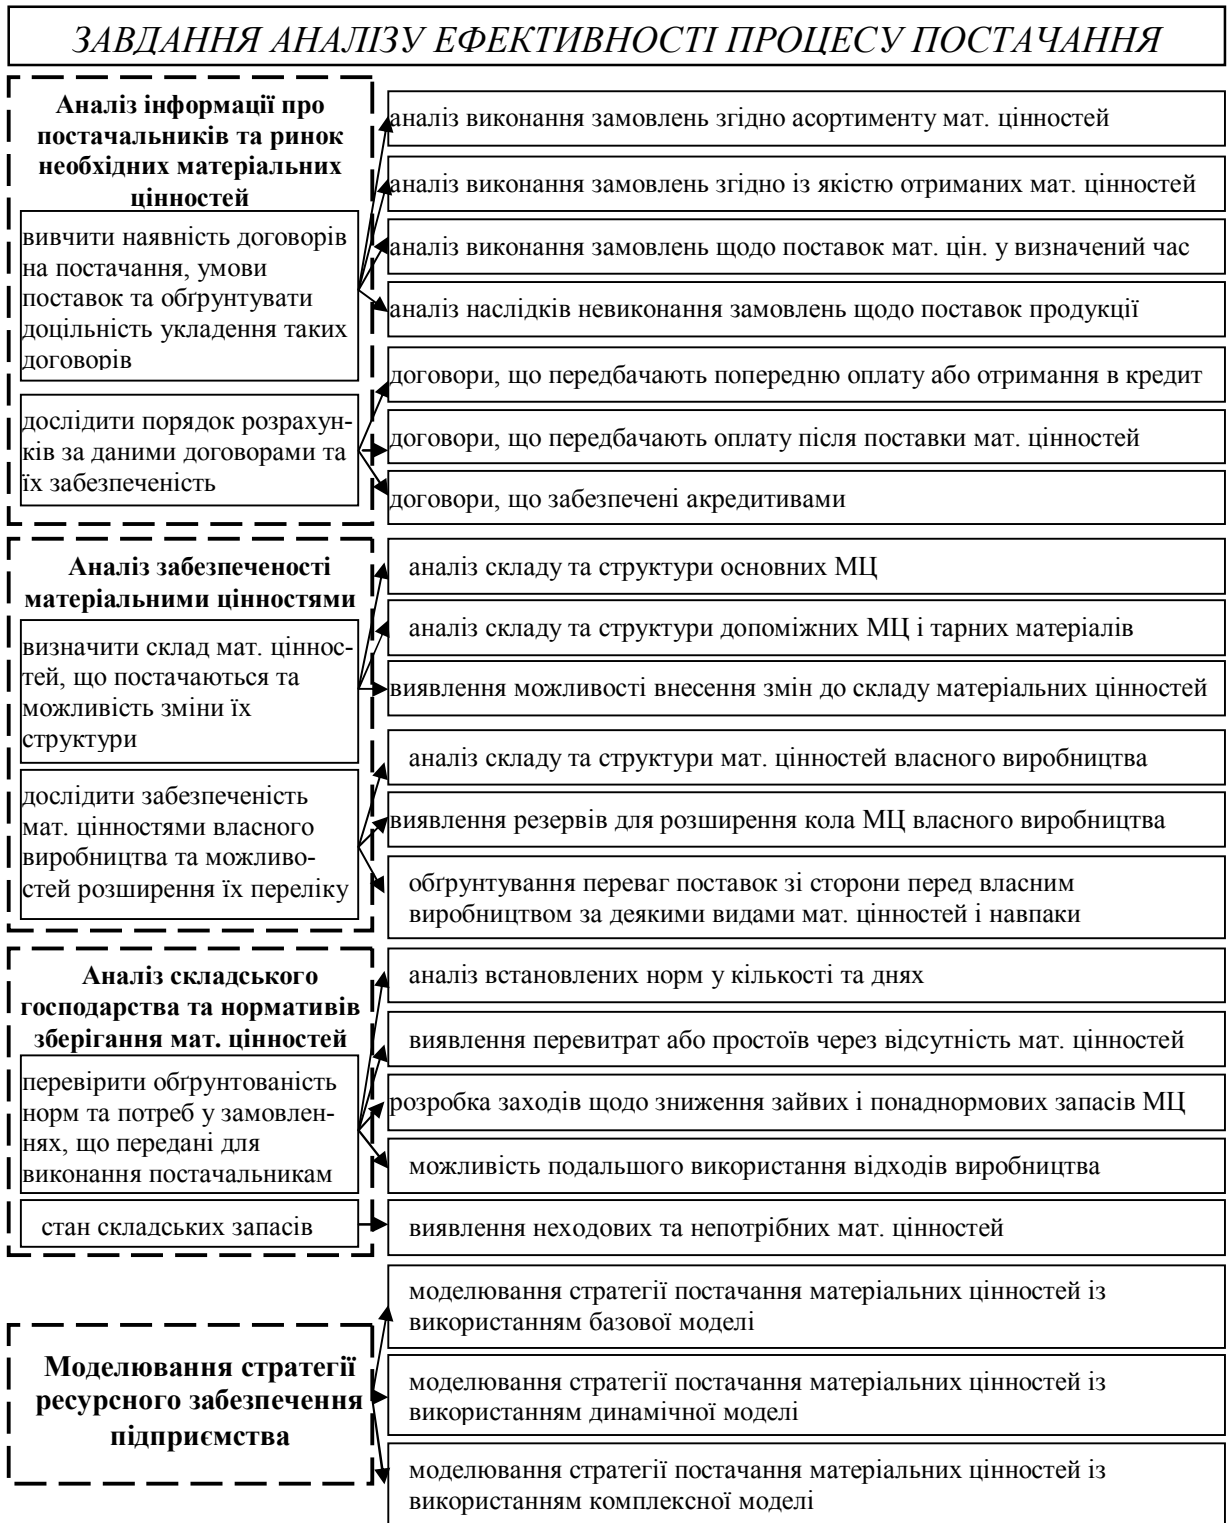 ЗАВДАННЯ АНАЛІЗУ ЕФЕКТИВНОСТІ ПРОЦЕСУ ПОСТАЧАННЯ
Аналіз інформації про
постачальників та ринок
необхідних матеріальних
цінностей
вивчити наявність договорів
на постачання, умови
поставок та обґрунтувати
доцільність укладення таких
договорів
аналіз виконання замовлень згідно асортименту мат. цінностей
аналіз виконання замовлень згідно із якістю отриманих мат. цінностей
аналіз виконання замовлень щодо поставок мат. цін. у визначений час
аналіз наслідків невиконання замовлень щодо поставок продукції
дослідити порядок розрахун-
ків за даними договорами та
їх забезпеченість
договори, що передбачають попередню оплату або отримання в кредит
договори, що передбачають оплату після поставки мат. цінностей
договори, що забезпечені акредитивами
Аналіз забезпеченості
матеріальними цінностями
визначити склад мат.ціннос-
тей, що постачаються та
можливість зміни їх
структури
аналіз складу та структури основних МЦ
аналіз складу та структури допоміжних МЦ і тарних матеріалів
виявлення можливості внесення змін до складу матеріальних цінностей
дослідити забезпеченість
мат. цінностями власного
виробництва та можливо-
стей розширення їх переліку
аналіз складу та структури мат. цінностей власного виробництва
виявлення резервів для розширення кола МЦ власного виробництва
обґрунтування переваг поставок зі сторони перед власним
виробництвом за деякими видами мат. цінностей і навпаки
Аналіз складського
господарства та нормативів
зберігання мат. цінностей
перевірити обґрунтованість
норм та потреб у замовлен-
нях, що передані для
виконання постачальникам
аналіз встановлених норм у кількості та днях
виявлення перевитрат або простоїв через відсутність мат. цінностей
розробка заходів щодо зниження зайвих і понаднормових запасів МЦ
можливість подальшого використання відходів виробництва
стан складських запасів
виявлення неходових та непотрібних мат. цінностей
Моделювання стратегії
ресурсного забезпечення
підприємства
моделювання стратегії постачання матеріальних цінностей із
використанням базової моделі
моделювання стратегії постачання матеріальних цінностей із
використанням динамічної моделі
моделювання стратегії постачання матеріальних цінностей із
використанням комплексної моделі